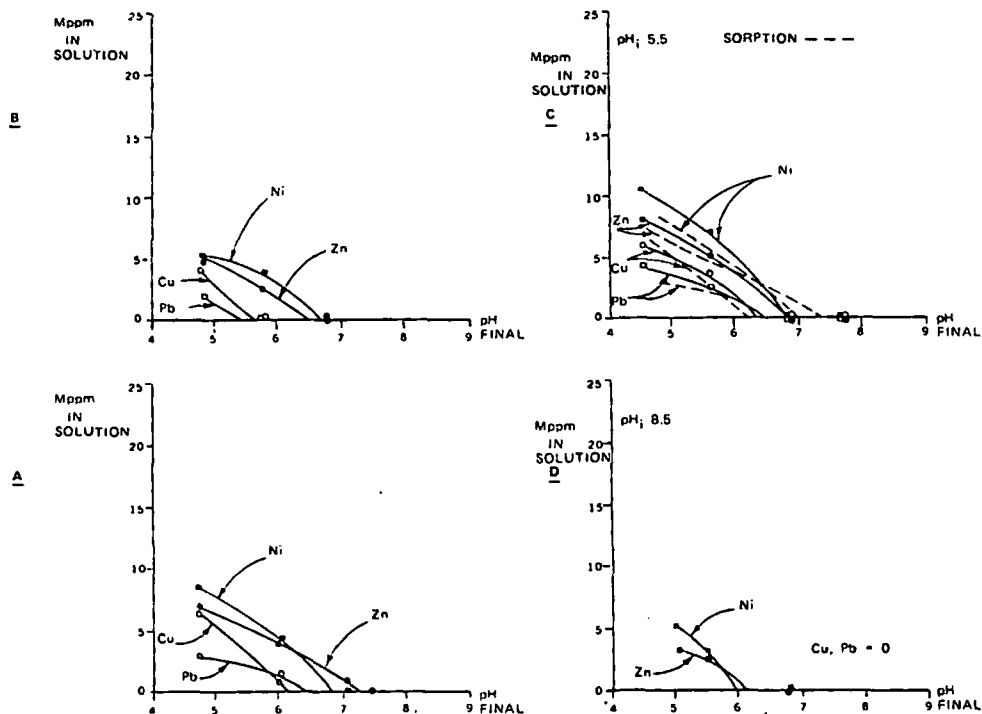 Mppm
IN
SOLUTION
B
25
20
15
10
5
0
Ni
Zn
Cu
Pb
4 5 6 7 8 9
pH
FINAL
Mppm
IN
SOLUTION
C
pHi 5.5
SORPTION
25
20
15
10
5
0
Ni
Zn
Cu
Pb
4 5 6 7 8 9
pH
FINAL
Mppm
IN
SOLUTION
A
25
20
15
10
5
0
Ni
Zn
Cu
Pb
4 5 6 7 8 9
pH
FINAL
Mppm
IN
SOLUTION
D
pHi 8.5
25
20
15
10
5
0
Ni
Zn
Cu, Pb = 0
4 5 6 7 8 9
pH
FINAL